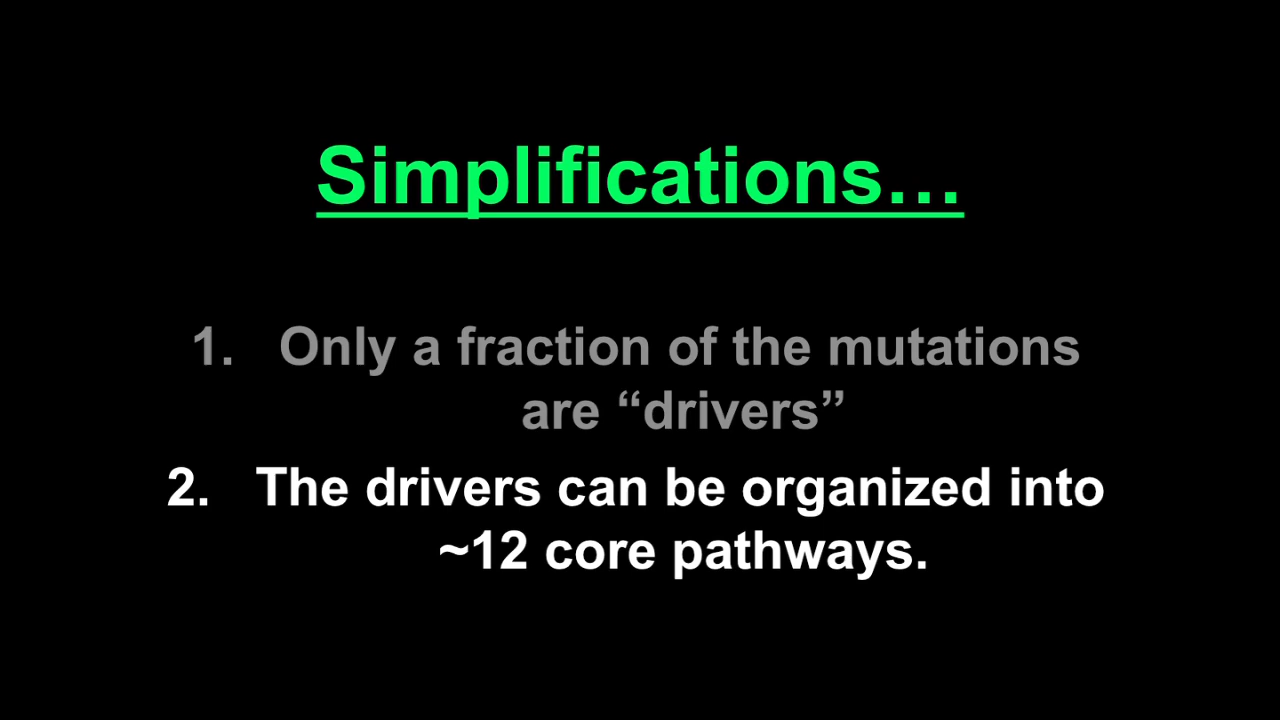 Simplifications…
1. Only a fraction of the mutations
are “drivers”
2. The drivers can be organized into
~12 core pathways.